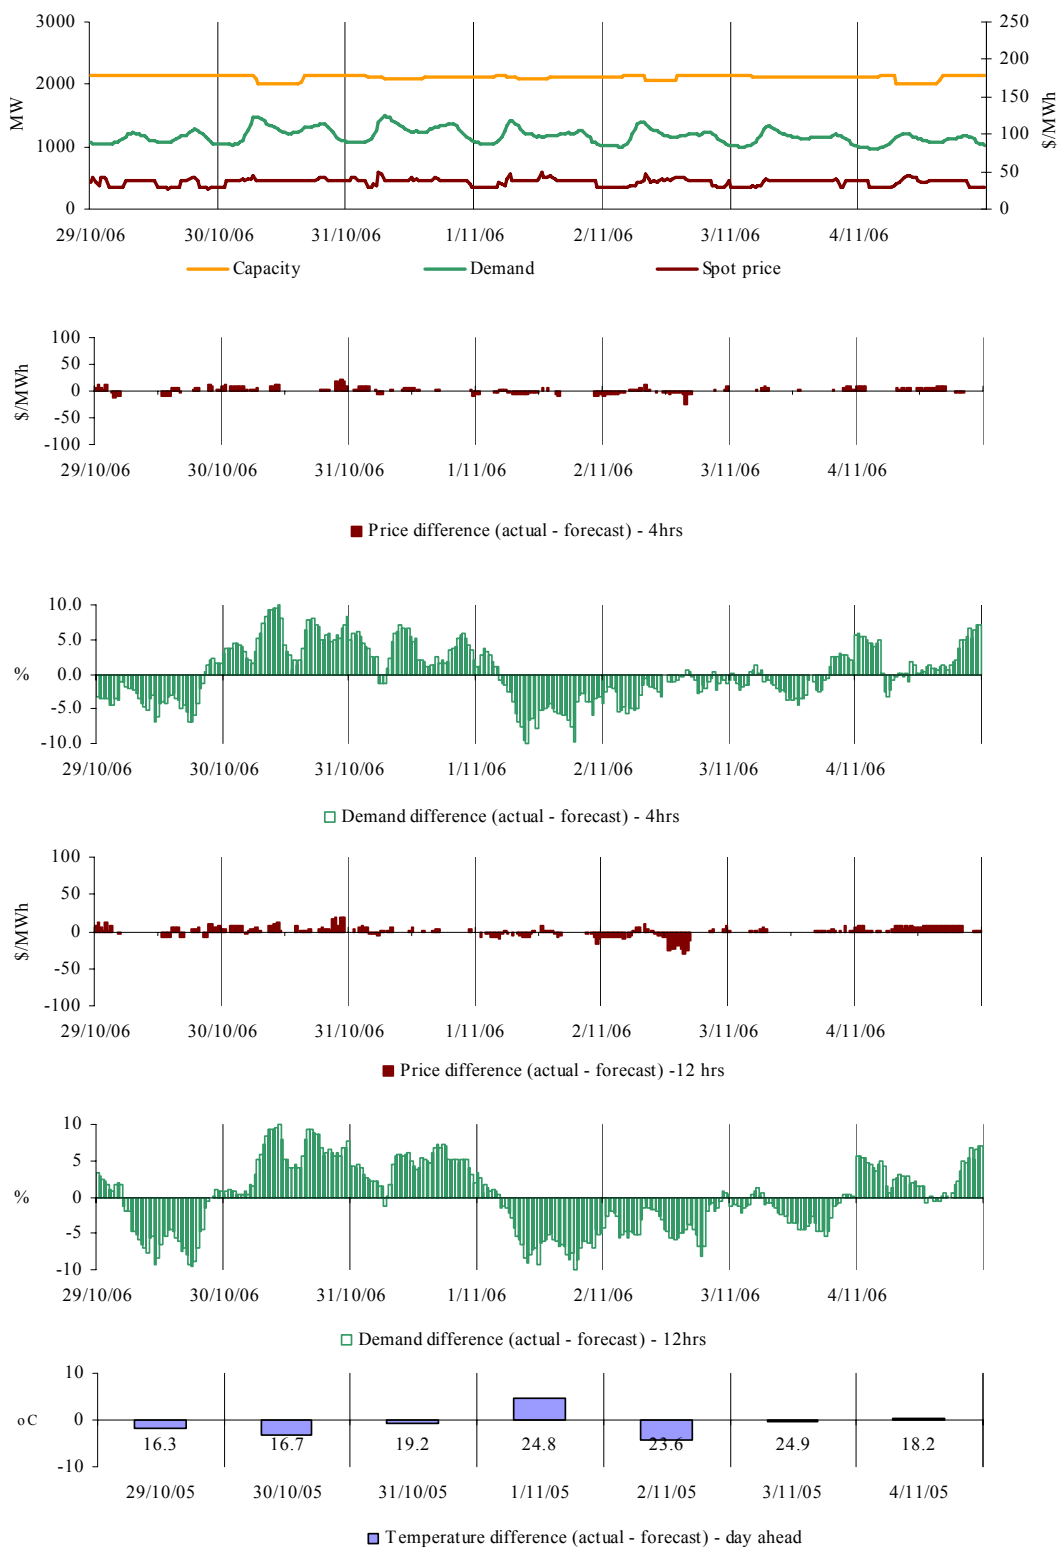 3000 250
200
2000 150
MW $/MWh
100
1000
50
0 0
29/10/06 30/10/06 31/10/06 1/11/06 2/11/06 3/11/06 4/11/06
Capacity Demand Spot price
100
50
$/MWh
0
-50
-100
29/10/06 30/10/06 31/10/06 1/11/06 2/11/06 3/11/06 4/11/06
Price difference (actual - forecast) - 4hrs
10.0
5.0
% 0.0
-5.0
-10.0
29/10/06 30/10/06 31/10/06 1/11/06 2/11/06 3/11/06 4/11/06
Demand difference (actual - forecast) - 4hrs
100
50
$/MWh
0
-50
-100
29/10/06 30/10/06 31/10/06 1/11/06 2/11/06 3/11/06 4/11/06
Price difference (actual - forecast) -12 hrs
10
5
% 0
-5
-10
29/10/06 30/10/06 31/10/06 1/11/06 2/11/06 3/11/06 4/11/06
Demand difference (actual - forecast) - 12hrs
10
o C 0
16.3 16.7 19.2 24.8 23.6 24.9 18.2
-10
29/10/05 30/10/05 31/10/05 1/11/05 2/11/05 3/11/05 4/11/05
Temperature difference (actual - forecast) - day ahead